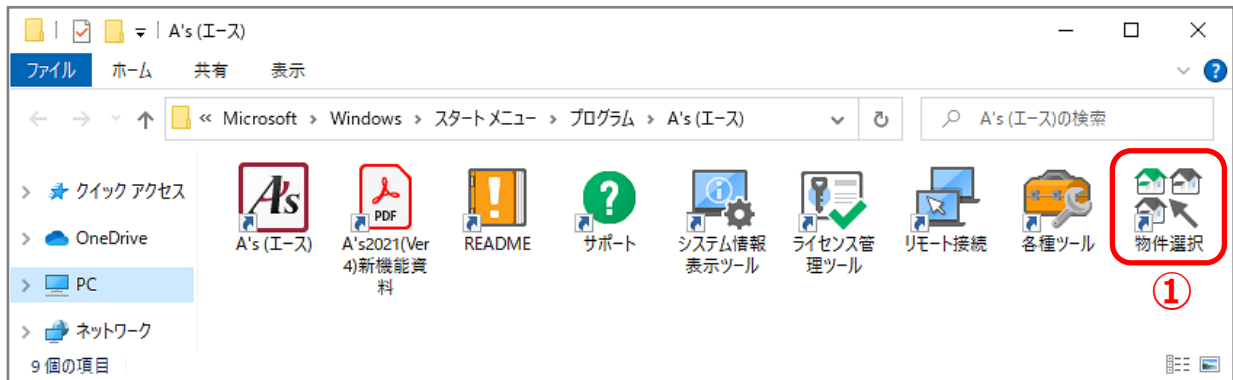 A's (エース)
ファイル ホーム 共有 表示
« Microsoft › Windows › スタート メニュー › プログラム › A's (エース)
A's (エース)の検索
クイック アクセス
OneDrive
PC
ネットワーク
A's
A's (エース)
PDF
A's2021(Ver
4)新機能資
料
README
サポート
システム情報
表示ツール
ライセンス管
理ツール
リモート接続
各種ツール
物件選択
①
9 個の項目